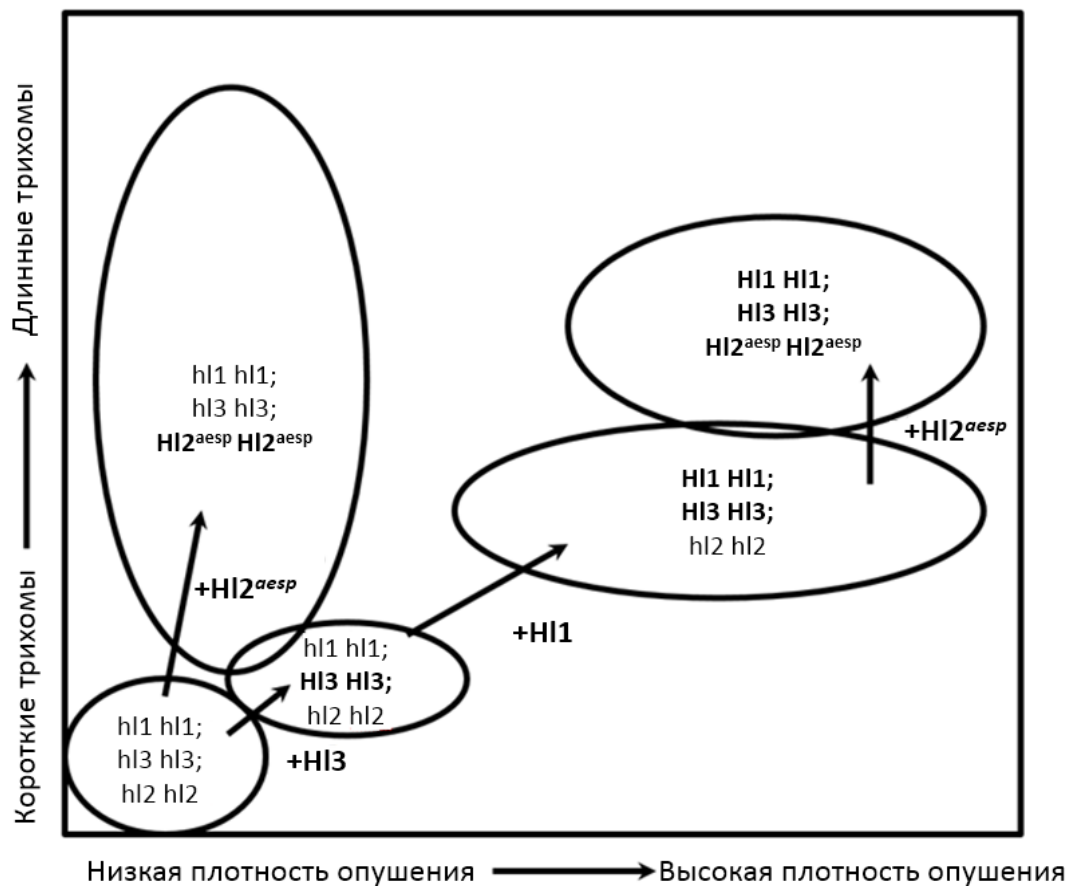 Длинные трихомы
Короткие трихомы
hl1 hl1;
hl3 hl3;
Hl2aesp Hl2aesp
+Hl2aesp
hl1 hl1;
hl3 hl3;
hl2 hl2
+Hl3
hl1 hl1;
Hl3 Hl3;
hl2 hl2
+Hl1
Hl1 Hl1;
Hl3 Hl3;
hl2 hl2
+Hl2aesp
Hl1 Hl1;
Hl3 Hl3;
Hl2aesp Hl2aesp
Низкая плотность опушения
Высокая плотность опушения